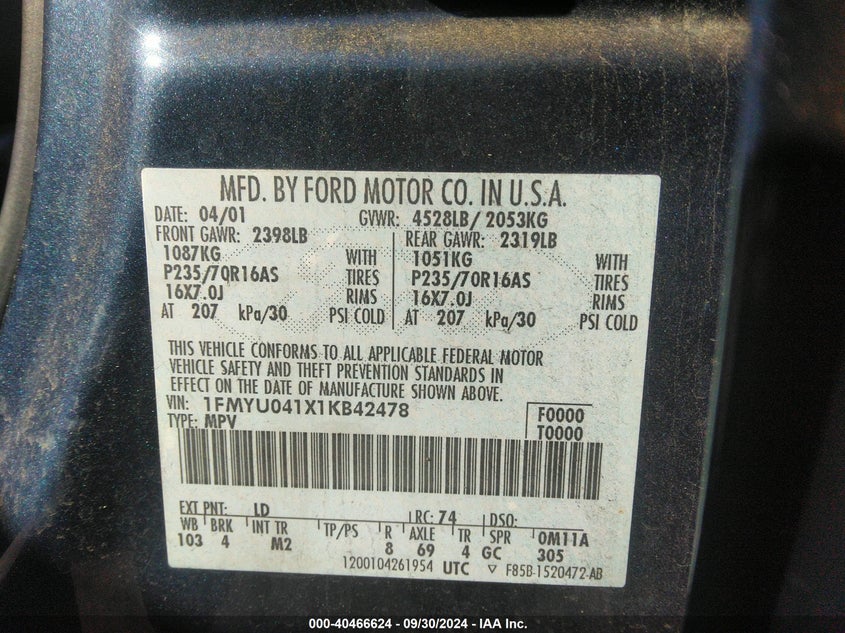 MFD. BY FORD MOTOR CO. IN U.S.A.
DATE: 04/01 GVWR: 4528LB / 2053KG
FRONT GAWR: 2398LB REAR GAWR: 2319LB
1087KG WITH 1051KG WITH
P235/70R16AS TIRES P235/70R16AS TIRES
16X7.0J RIMS 16X7.0J RIMS
AT 207 kPa/30 PSI COLD AT 207 kPa/30 PSI COLD
THIS VEHICLE CONFORMS TO ALL APPLICABLE FEDERAL MOTOR
VEHICLE SAFETY AND THEFT PREVENTION STANDARDS IN
EFFECT ON THE DATE OF MANUFACTURE SHOWN ABOVE.
VIN: 1FMYU041X1KB42478 F0000
TYPE: MPV T0000
EXT PNT: LD RC: 74 DSO:
WB BRK INT TR TP/PS R AXLE TR SPR 0M11A
103 4 M2 8 69 4 GC 305
1200104261954 UTC ▽ F85B-1520472-AB
000-40466624 - 09/30/2024 - IAA Inc.